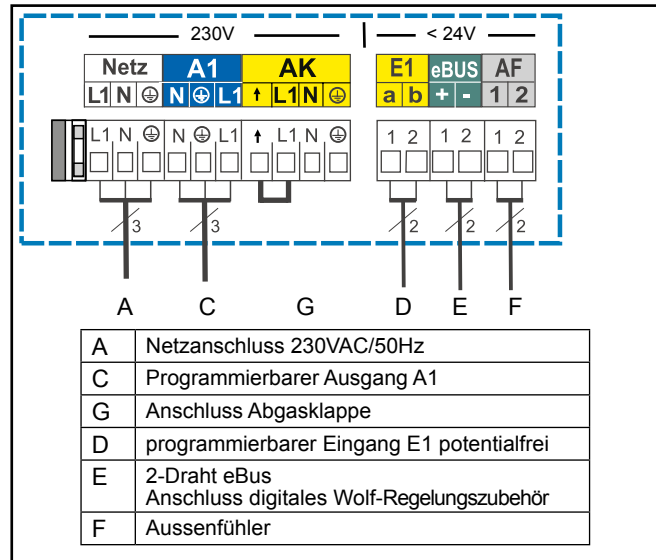 230V < 24V
Netz A1 AK E1 eBUS AF
L1 N N L1 ↑ L1 N a b + - 1 2
L1 N N L1 ↑ L1 N 1 2 1 2 1 2
3 3 2 2 2
A C G D E F
A Netzanschluss 230VAC/50Hz
C Programmierbarer Ausgang A1
G Anschluss Abgasklappe
D programmierbarer Eingang E1 potentialfrei
E 2-Draht eBus
Anschluss digitales Wolf-Regelungszubehör
F Aussenfühler